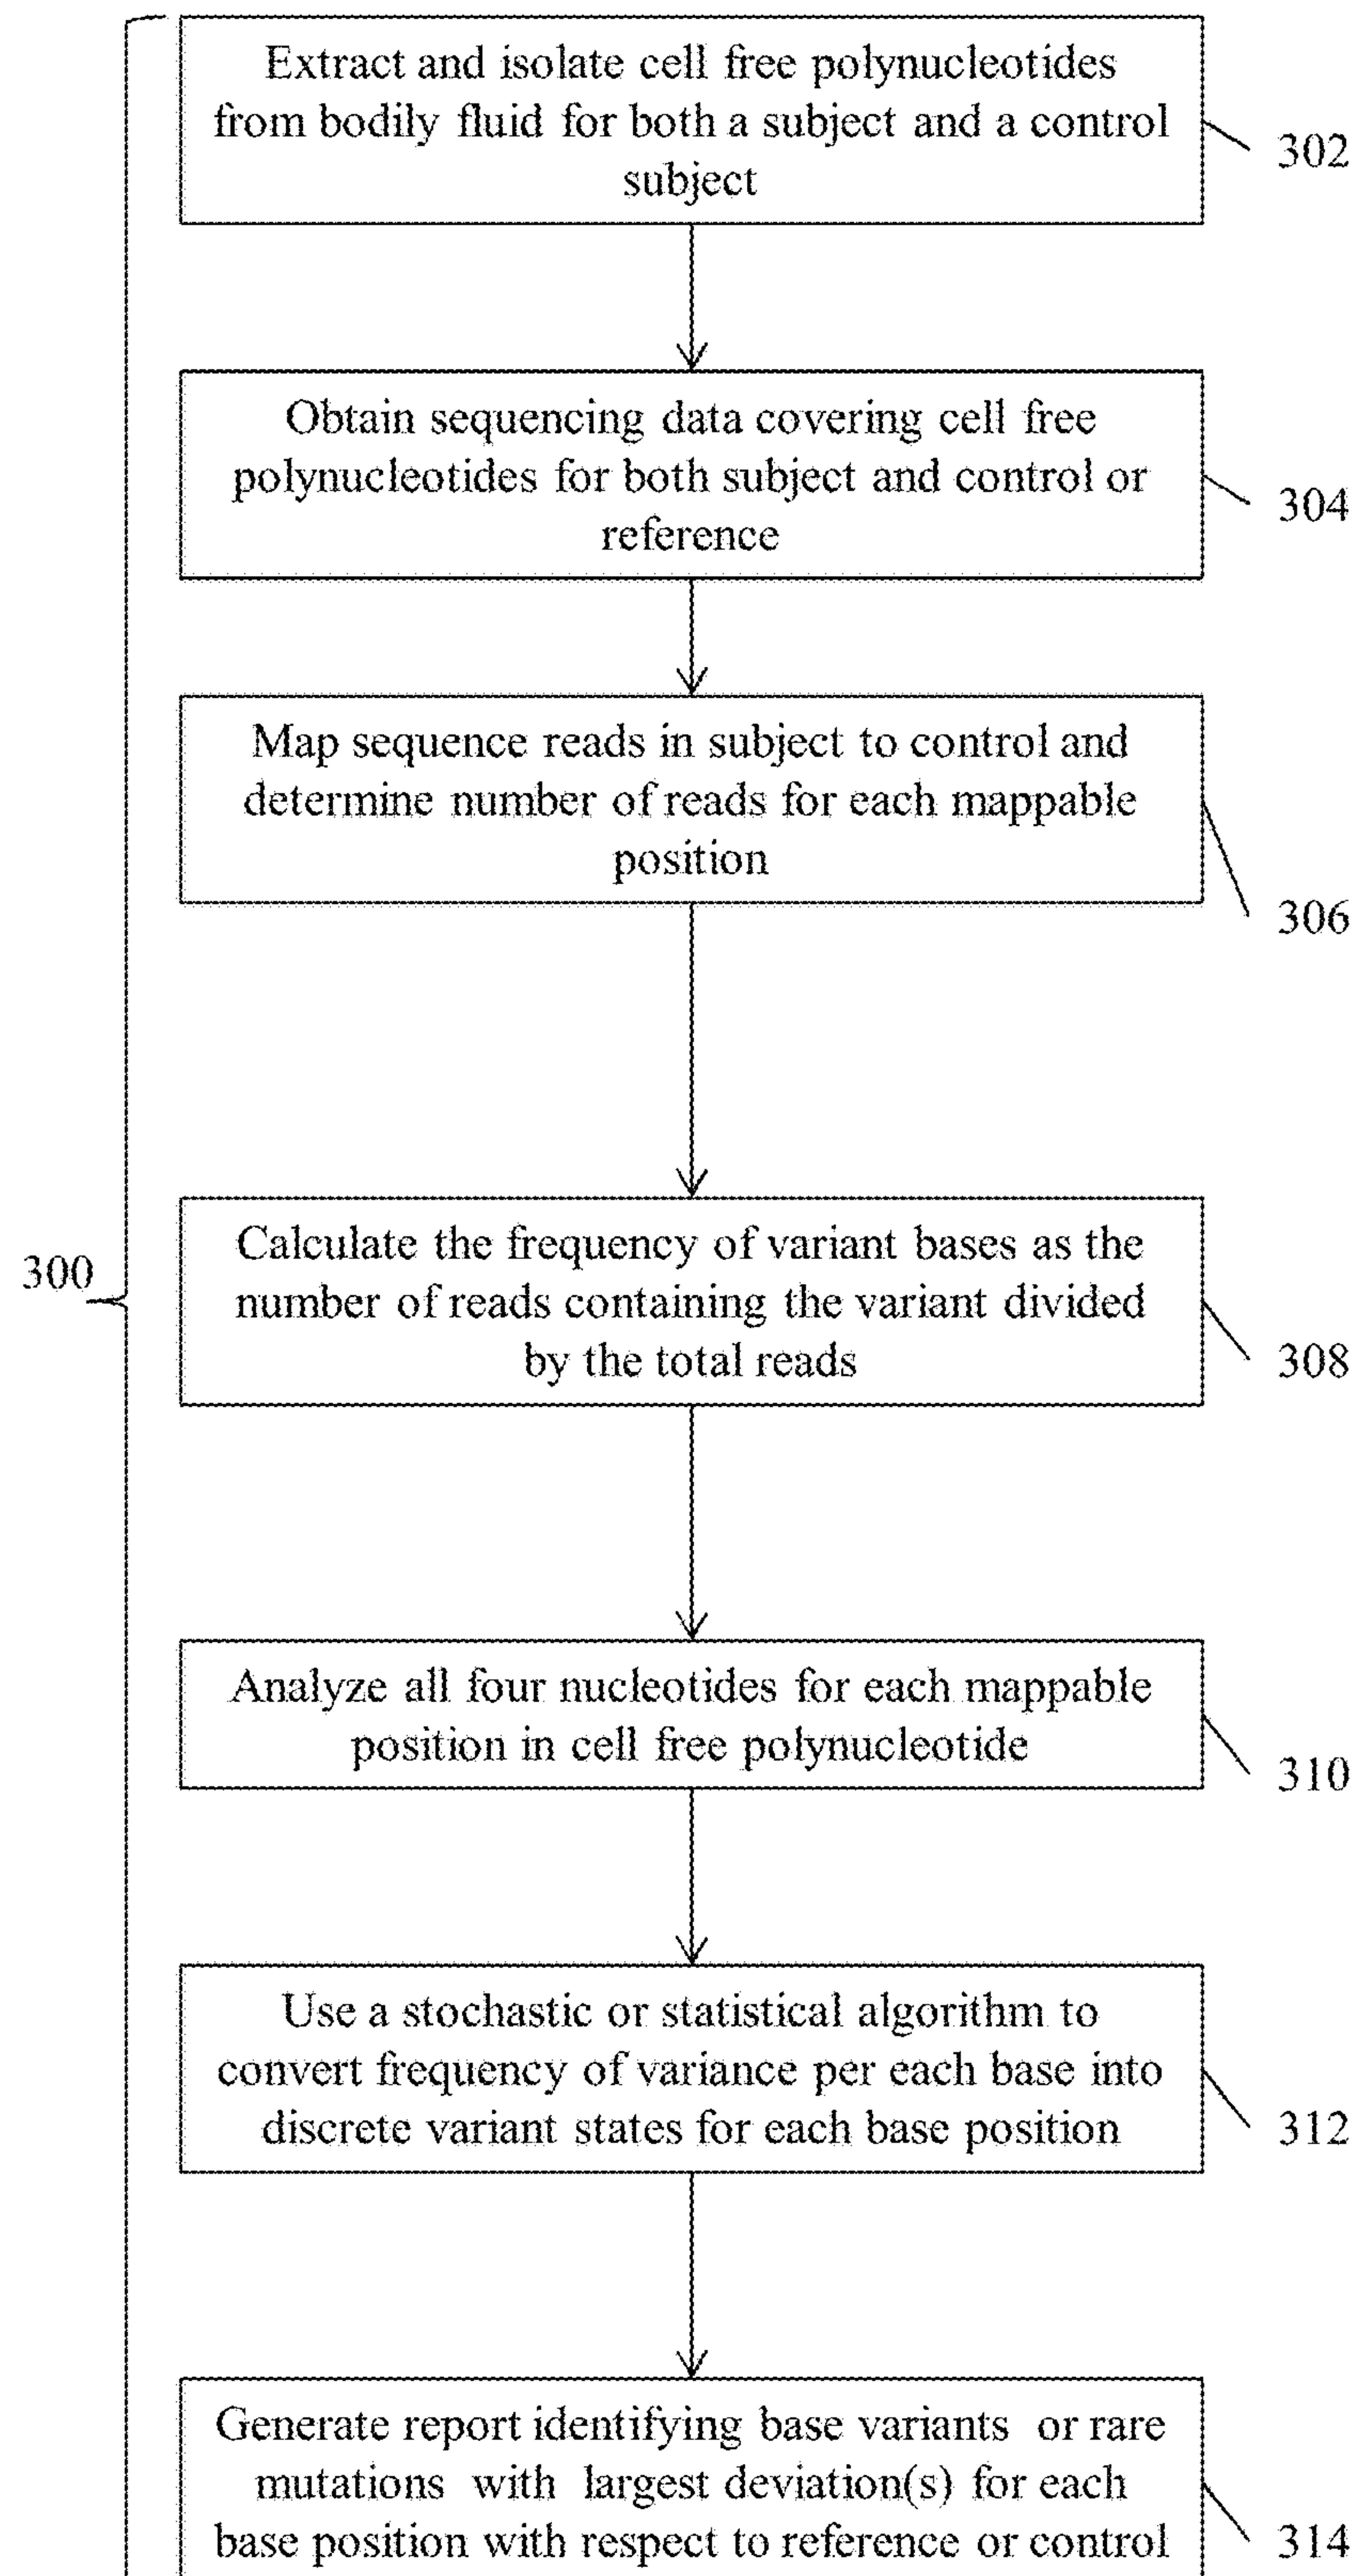 Extract and isolate cell free polynucleotides
from bodily fluid for both a subject and a control
subject
302
Obtain sequencing data covering cell free
polynucleotides for both subject and control or
reference
304
Map sequence reads in subject to control and
determine number of reads for each mappable
position
306
Calculate the frequency of variant bases as the
number of reads containing the variant divided
by the total reads
300
308
Analyze all four nucleotides for each mappable
position in cell free polynucleotide
310
Use a stochastic or statistical algorithm to
convert frequency of variance per each base into
discrete variant states for each base position
312
Generate report identifying base variants or rare
mutations with largest deviation(s) for each
base position with respect to reference or control
314